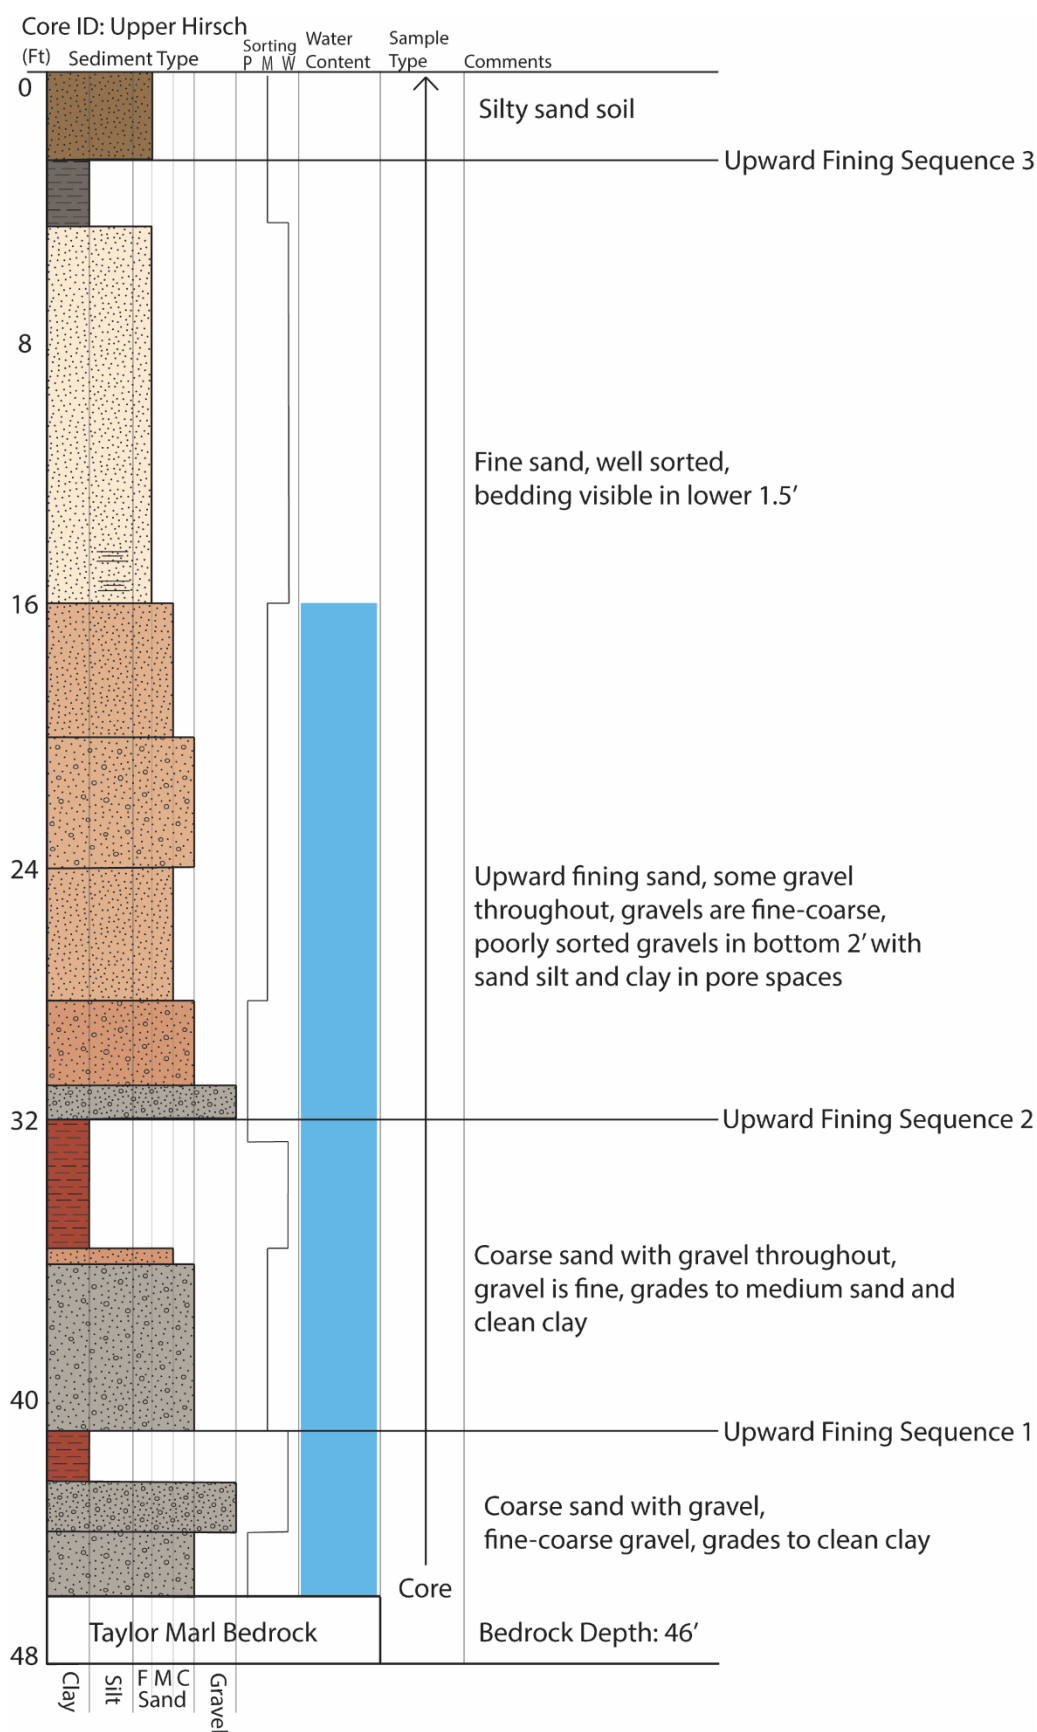 Core ID: Upper Hirsch
(Ft) Sediment Type Sorting Water Sample
P M W Content Type Comments
0
Silty sand soil
Upward Fining Sequence 3
8
Fine sand, well sorted,
bedding visible in lower 1.5’
16
24
Upward fining sand, some gravel
throughout, gravels are fine-coarse,
poorly sorted gravels in bottom 2’ with
sand silt and clay in pore spaces
32
Upward Fining Sequence 2
Coarse sand with gravel throughout,
gravel is fine, grades to medium sand and
clean clay
40
Upward Fining Sequence 1
Coarse sand with gravel,
fine-coarse gravel, grades to clean clay
Core
Taylor Marl Bedrock
Bedrock Depth: 46’
48
Clay
Silt
F M C
Sand
Gravel